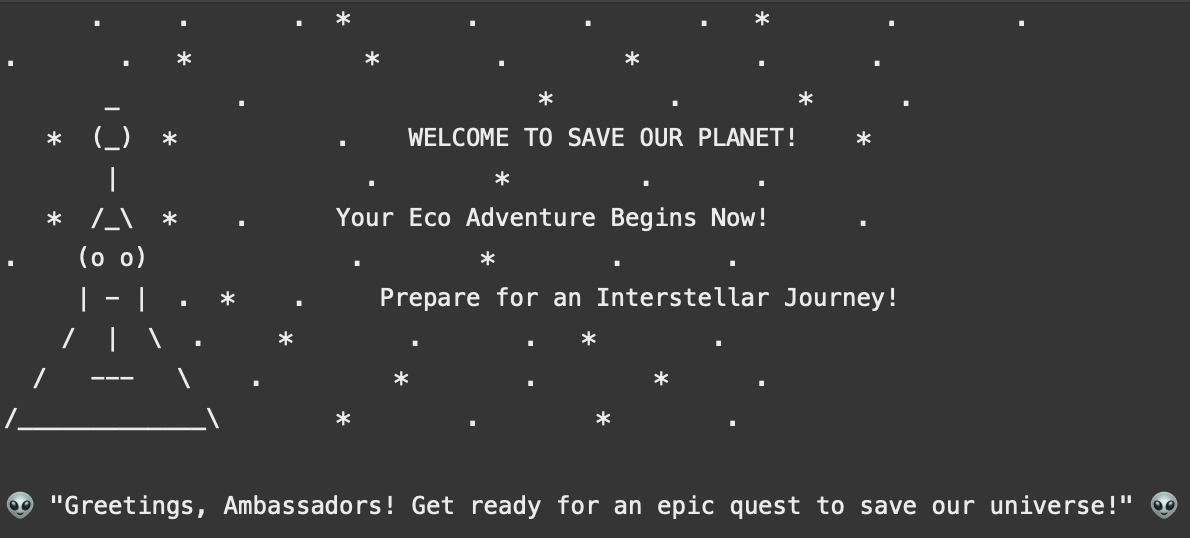 WELCOME TO SAVE OUR PLANET!
Your Eco Adventure Begins Now!
Prepare for an Interstellar Journey!
👽 "Greetings, Ambassadors! Get ready for an epic quest to save our universe!" 👽